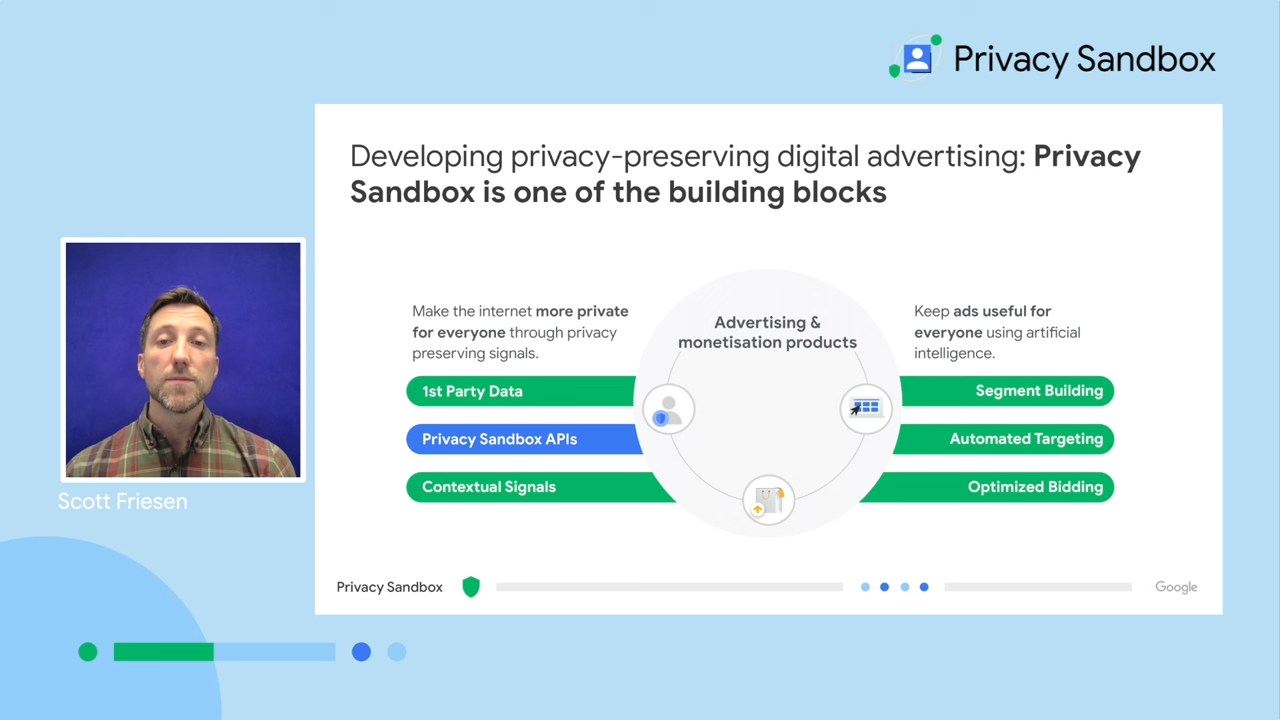 Privacy Sandbox
Developing privacy-preserving digital advertising: Privacy
Sandbox is one of the building blocks
Scott Friesen
Make the internet more private
for everyone through privacy
preserving signals.
1st Party Data
Privacy Sandbox APIs
Contextual Signals
Advertising &
monetisation products
Keep ads useful for
everyone using artificial
intelligence.
Segment Building
Automated Targeting
Optimized Bidding
Privacy Sandbox
Google